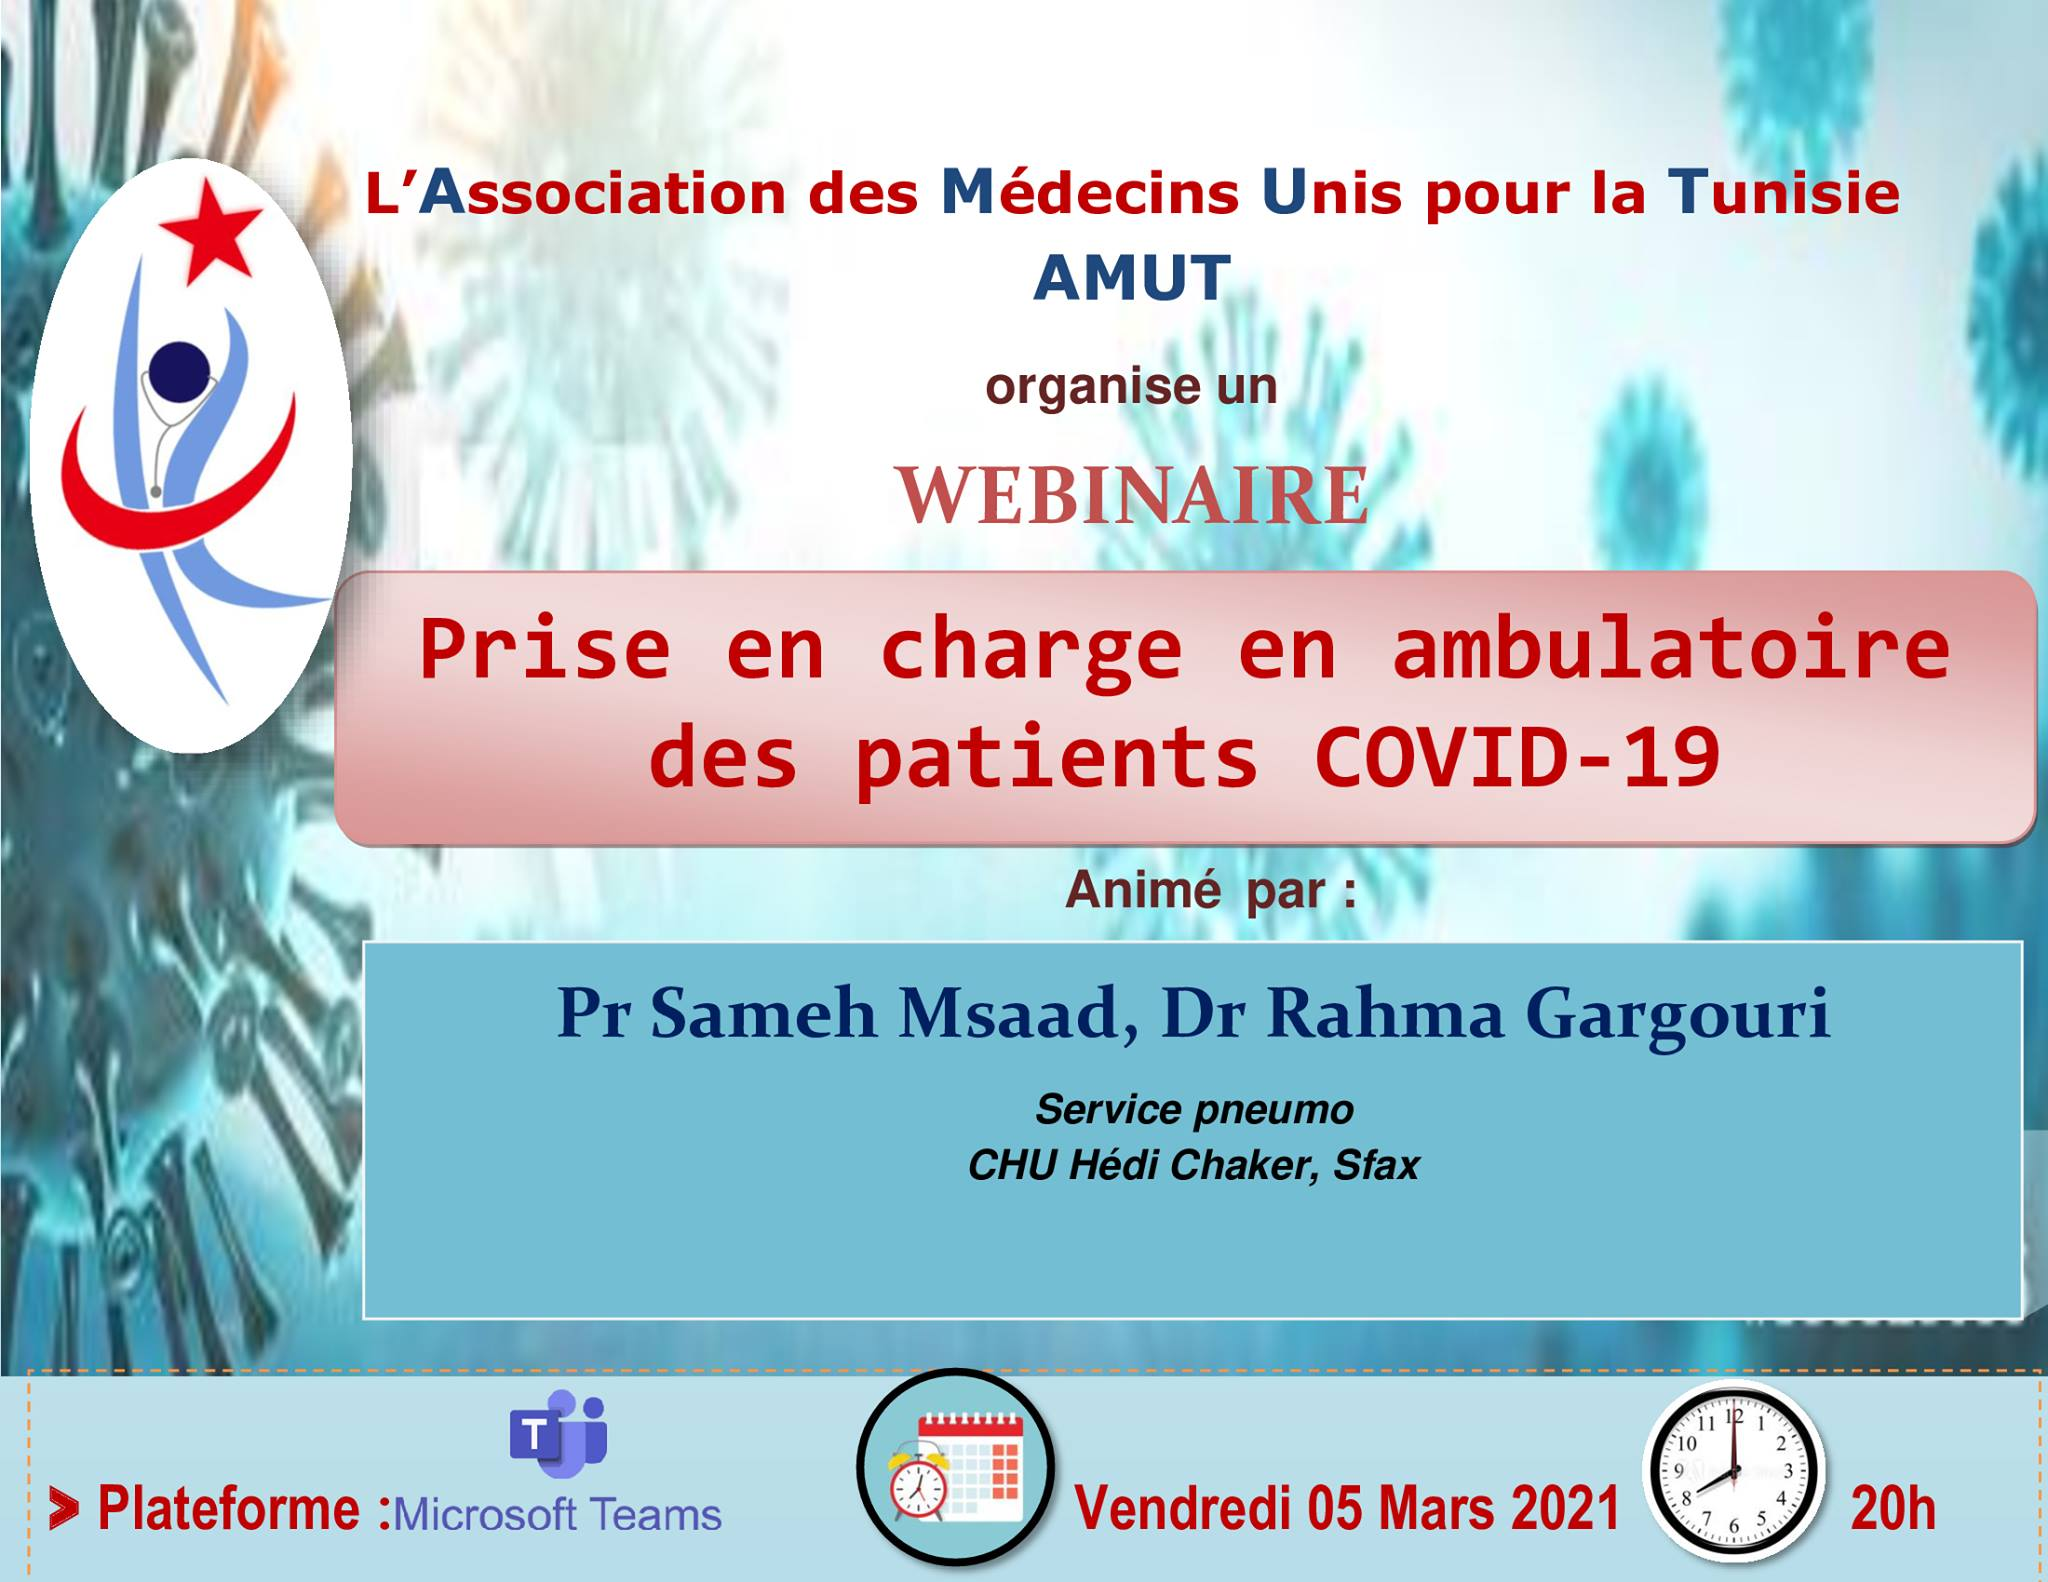 L'Association des Médecins Unis pour la Tunisie
AMUT
organise un
WEBINAIRE
Prise en charge en ambulatoire
des patients COVID-19
Animé par :
Pr Sameh Msaad, Dr Rahma Gargouri
Service pneumo
CHU Hédi Chaker, Sfax
> Plateforme : Microsoft Teams
Vendredi 05 Mars 2021
20h